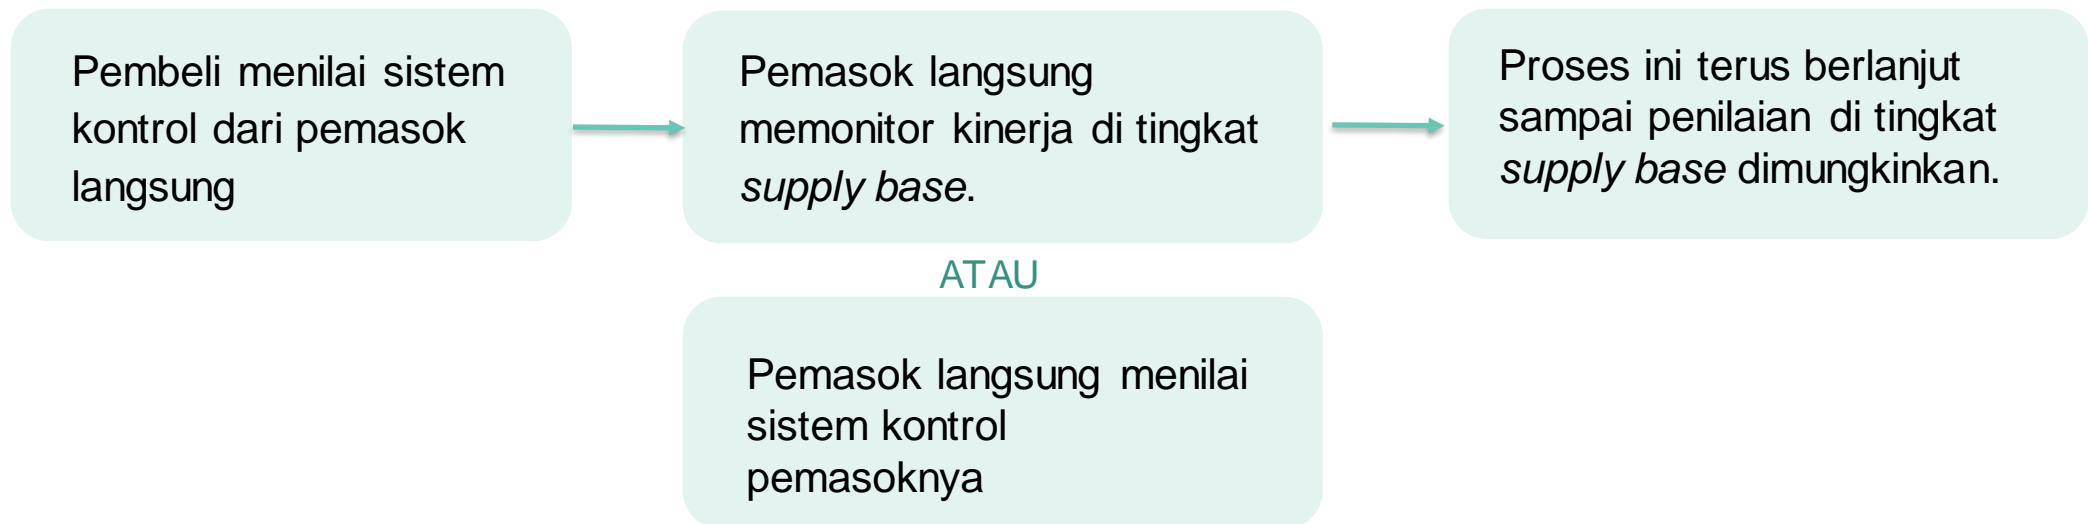 Pembeli menilai sistem
kontrol dari pemasok
langsung
Pemasok langsung
memonitor kinerja di tingkat
supply base.
ATAU
Pemasok langsung menilai
sistem kontrol
pemasoknya
Proses ini terus berlanjut
sampai penilaian di tingkat
supply base dimungkinkan.